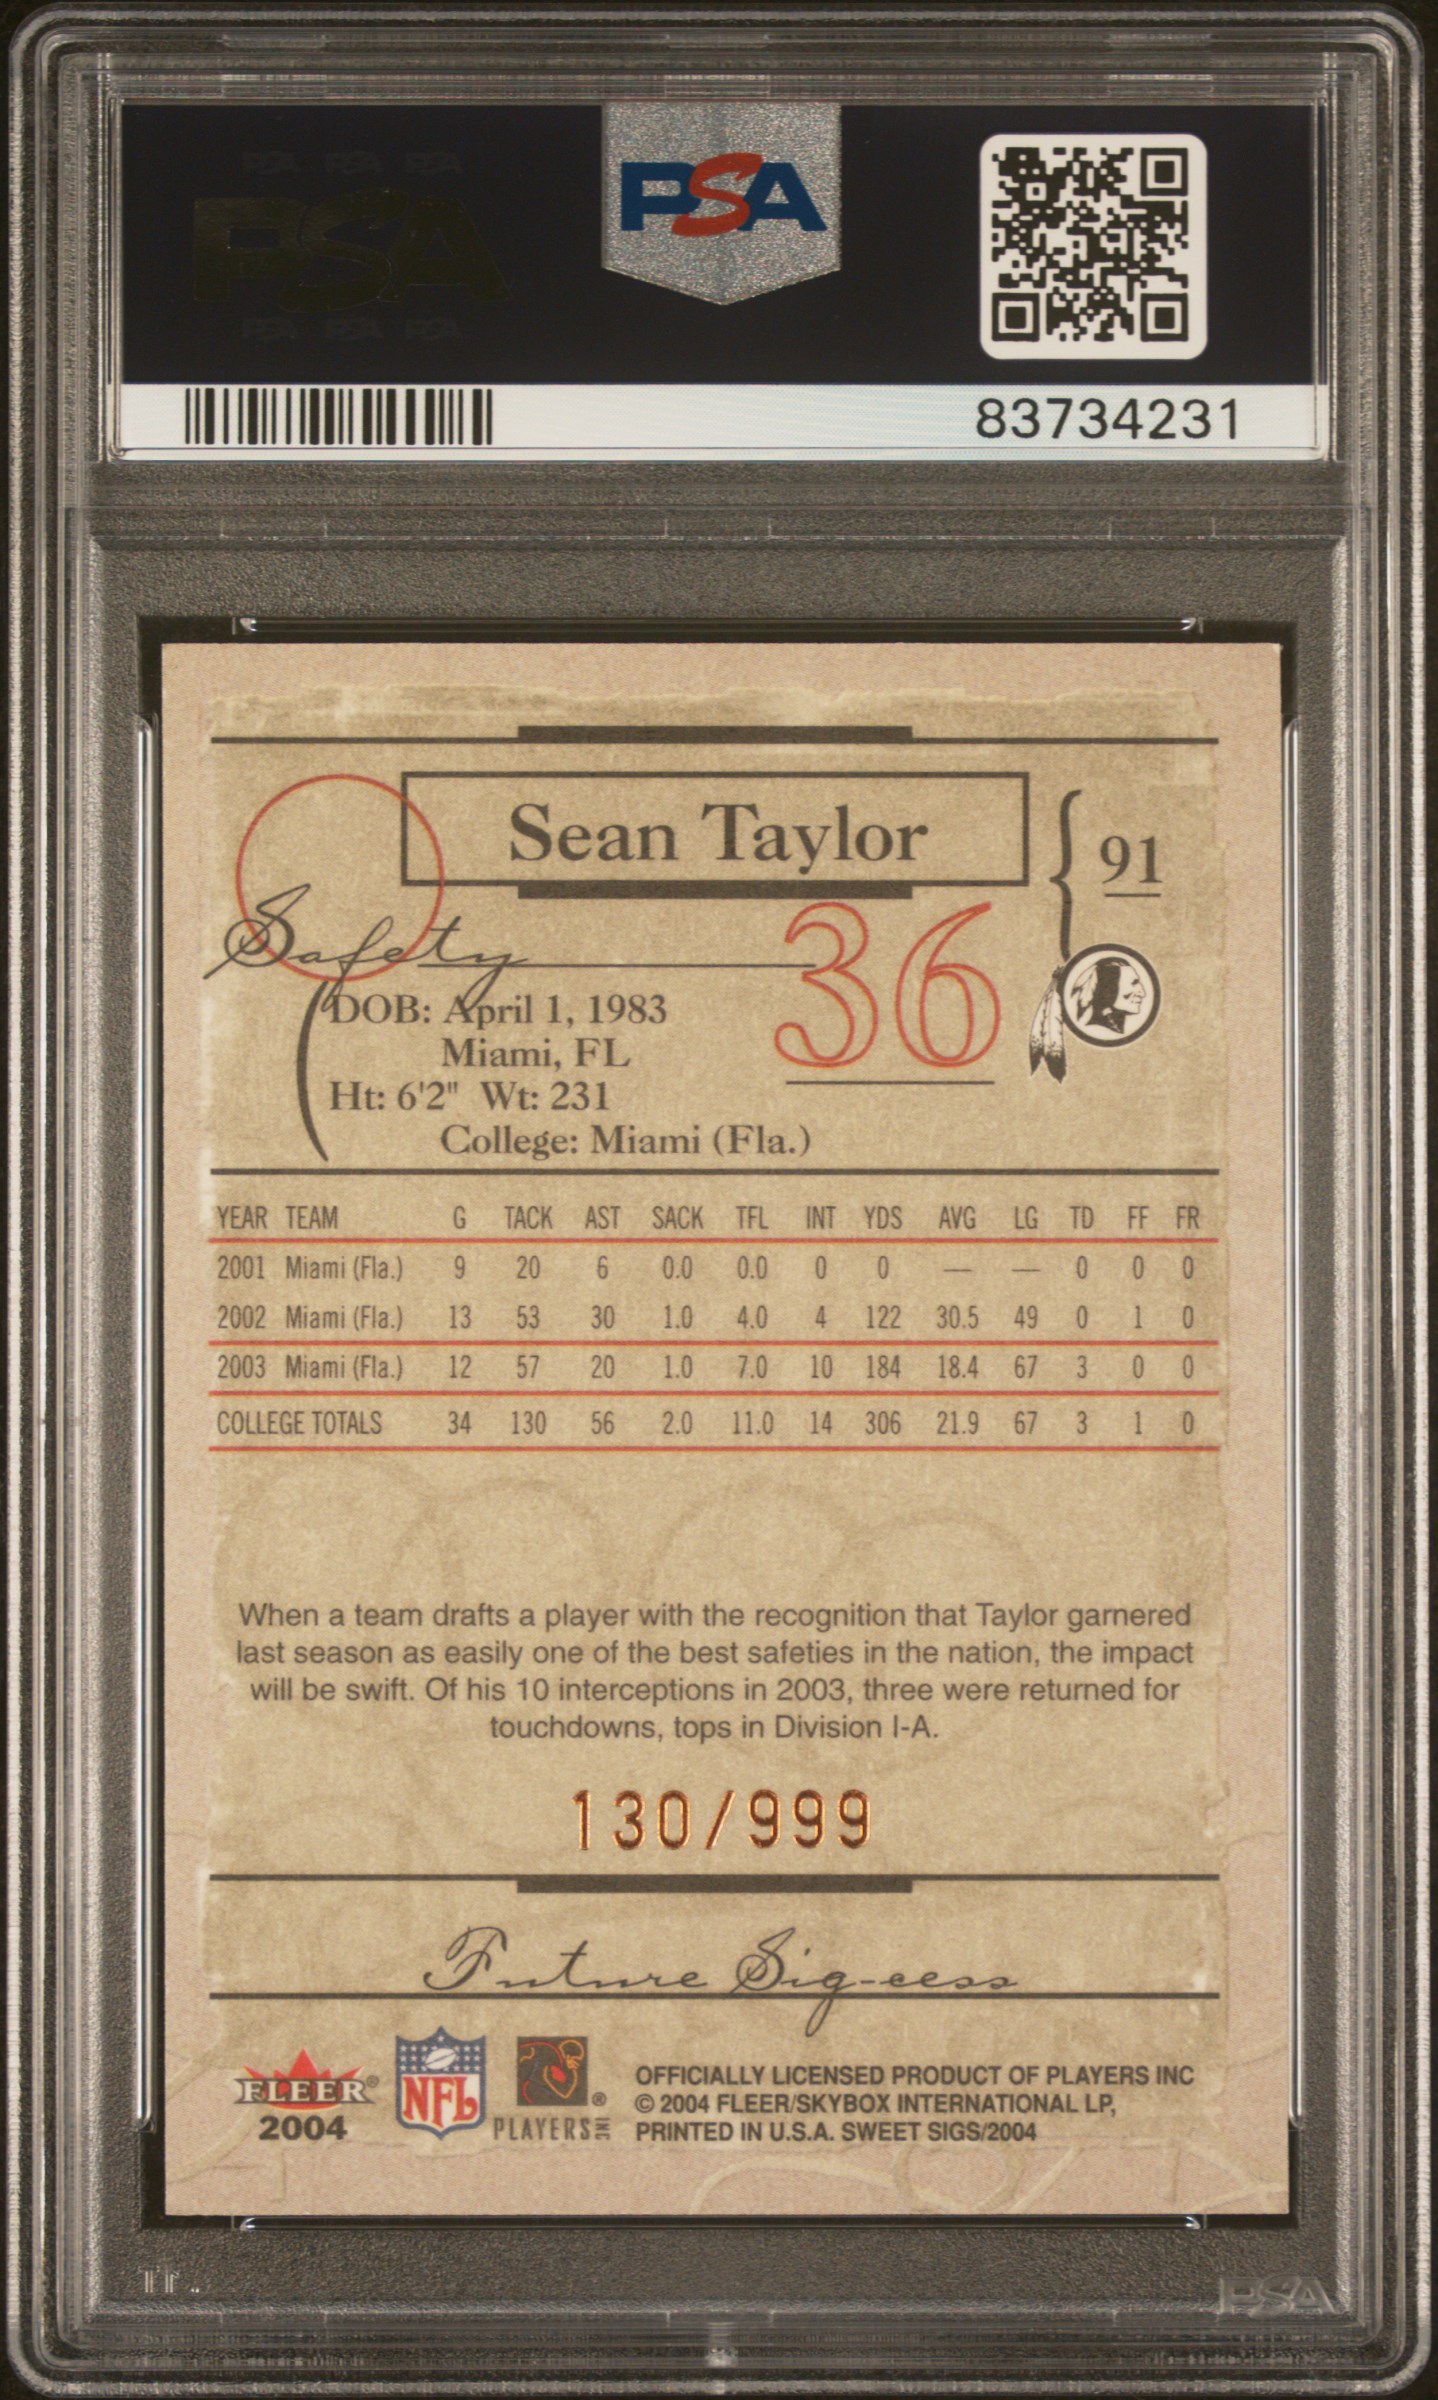 PSA PSA PSA
PSA
PSA PSA PSA
PSA
83734231
Sean Taylor
91
Safety
36
DOB: April 1, 1983
Miami, FL
Ht: 6'2" Wt: 231
College: Miami (Fla.)
YEAR TEAM G TACK AST SACK TFL INT YDS AVG LG TD FF FR
2001 Miami (Fla.) 9 20 6 0.0 0.0 0 0 — — 0 0 0
2002 Miami (Fla.) 13 53 30 1.0 4.0 4 122 30.5 49 0 1 0
2003 Miami (Fla.) 12 57 20 1.0 7.0 10 184 18.4 67 3 0 0
COLLEGE TOTALS 34 130 56 2.0 11.0 14 306 21.9 67 3 1 0
When a team drafts a player with the recognition that Taylor garnered
last season as easily one of the best safeties in the nation, the impact
will be swift. Of his 10 interceptions in 2003, three were returned for
touchdowns, tops in Division I-A.
130/999
Future Sig-cess
FLEER®
2004
NFL
®
PLAYERS INC
OFFICIALLY LICENSED PRODUCT OF PLAYERS INC
© 2004 FLEER/SKYBOX INTERNATIONAL LP,
PRINTED IN U.S.A. SWEET SIGS/2004
PSA